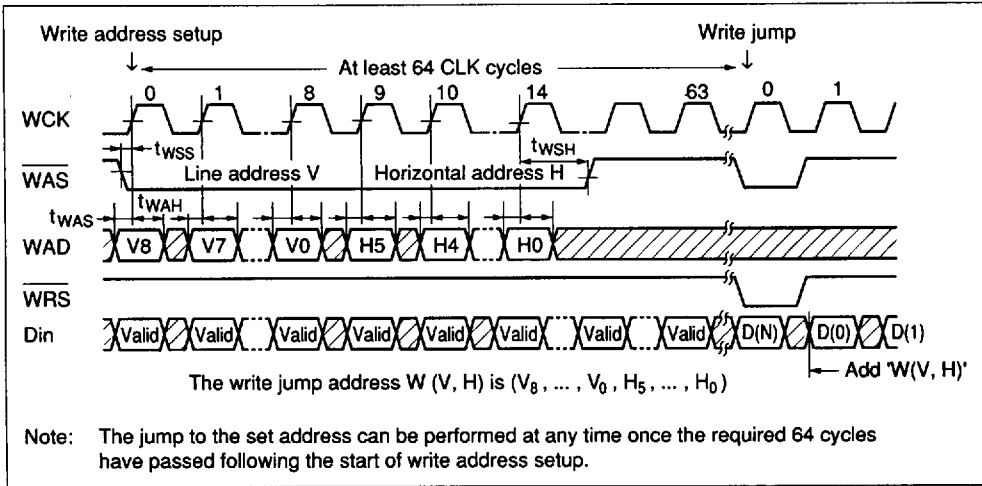 Write address setup Write jump
At least 64 CLK cycles
0 1 8 9 10 14 63 0 1
WCK
tWSS tWSH
WAS Line address V Horizontal address H
tWAS tWAH
WAD V8 V7 V0 H5 H4 H0
WRS
Din Valid Valid Valid Valid Valid Valid Valid Valid D(N) D(0) D(1)
Add 'W(V, H)'
The write jump address W (V, H) is (V8 , ... , V0 , H5 , ... , H0 )
Note: The jump to the set address can be performed at any time once the required 64 cycles
have passed following the start of write address setup.